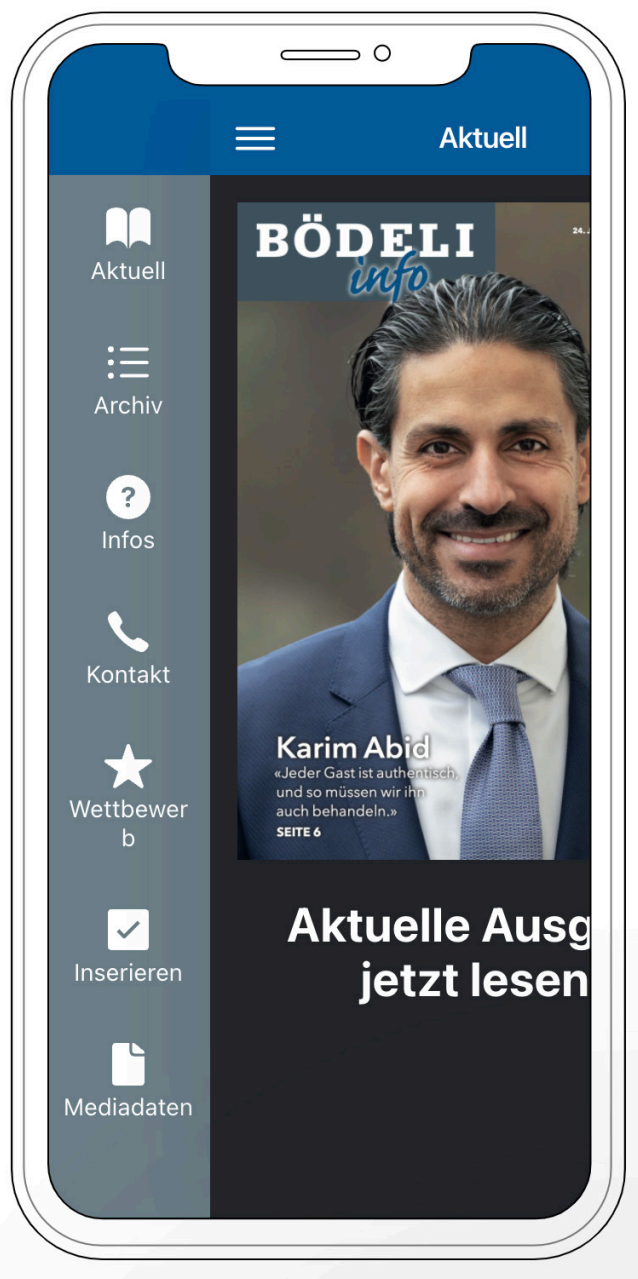 Aktuell
Aktuell
Archiv
?
Infos
Kontakt
Wettbewer
b
Inserieren
Mediadaten
BÖDELI
info
24. J
Karim Abid
«Jeder Gast ist authentisch,
und so müssen wir ihn
auch behandeln.»
SEITE 6
Aktuelle Ausg
jetzt lesen